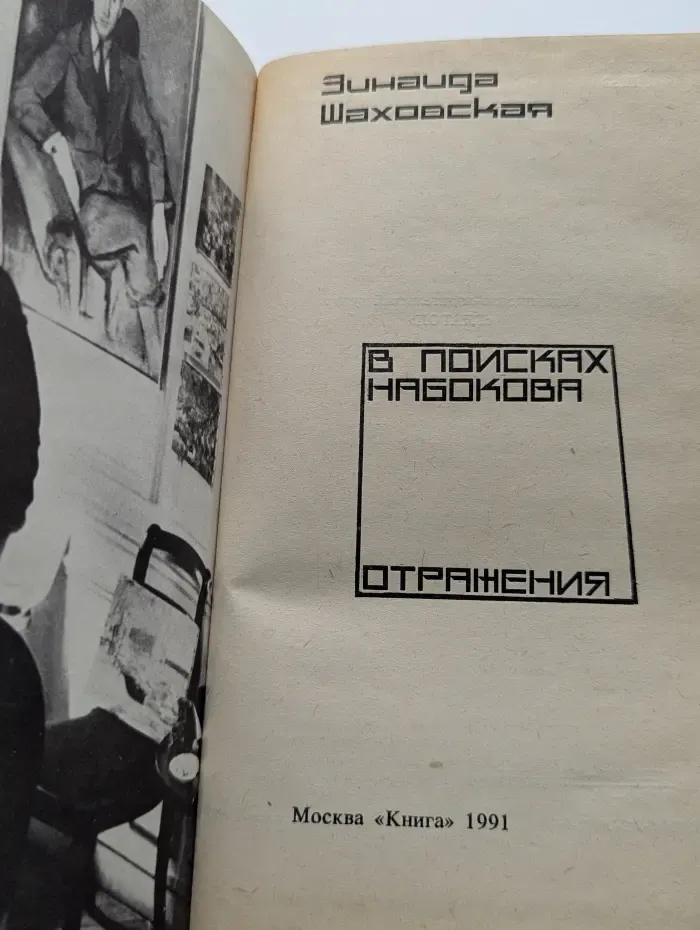 Зинаида
Шаховская
В ПОИСКАХ
НАБОКОВА
ОТРАЖЕНИЯ
Москва «Книга» 1991